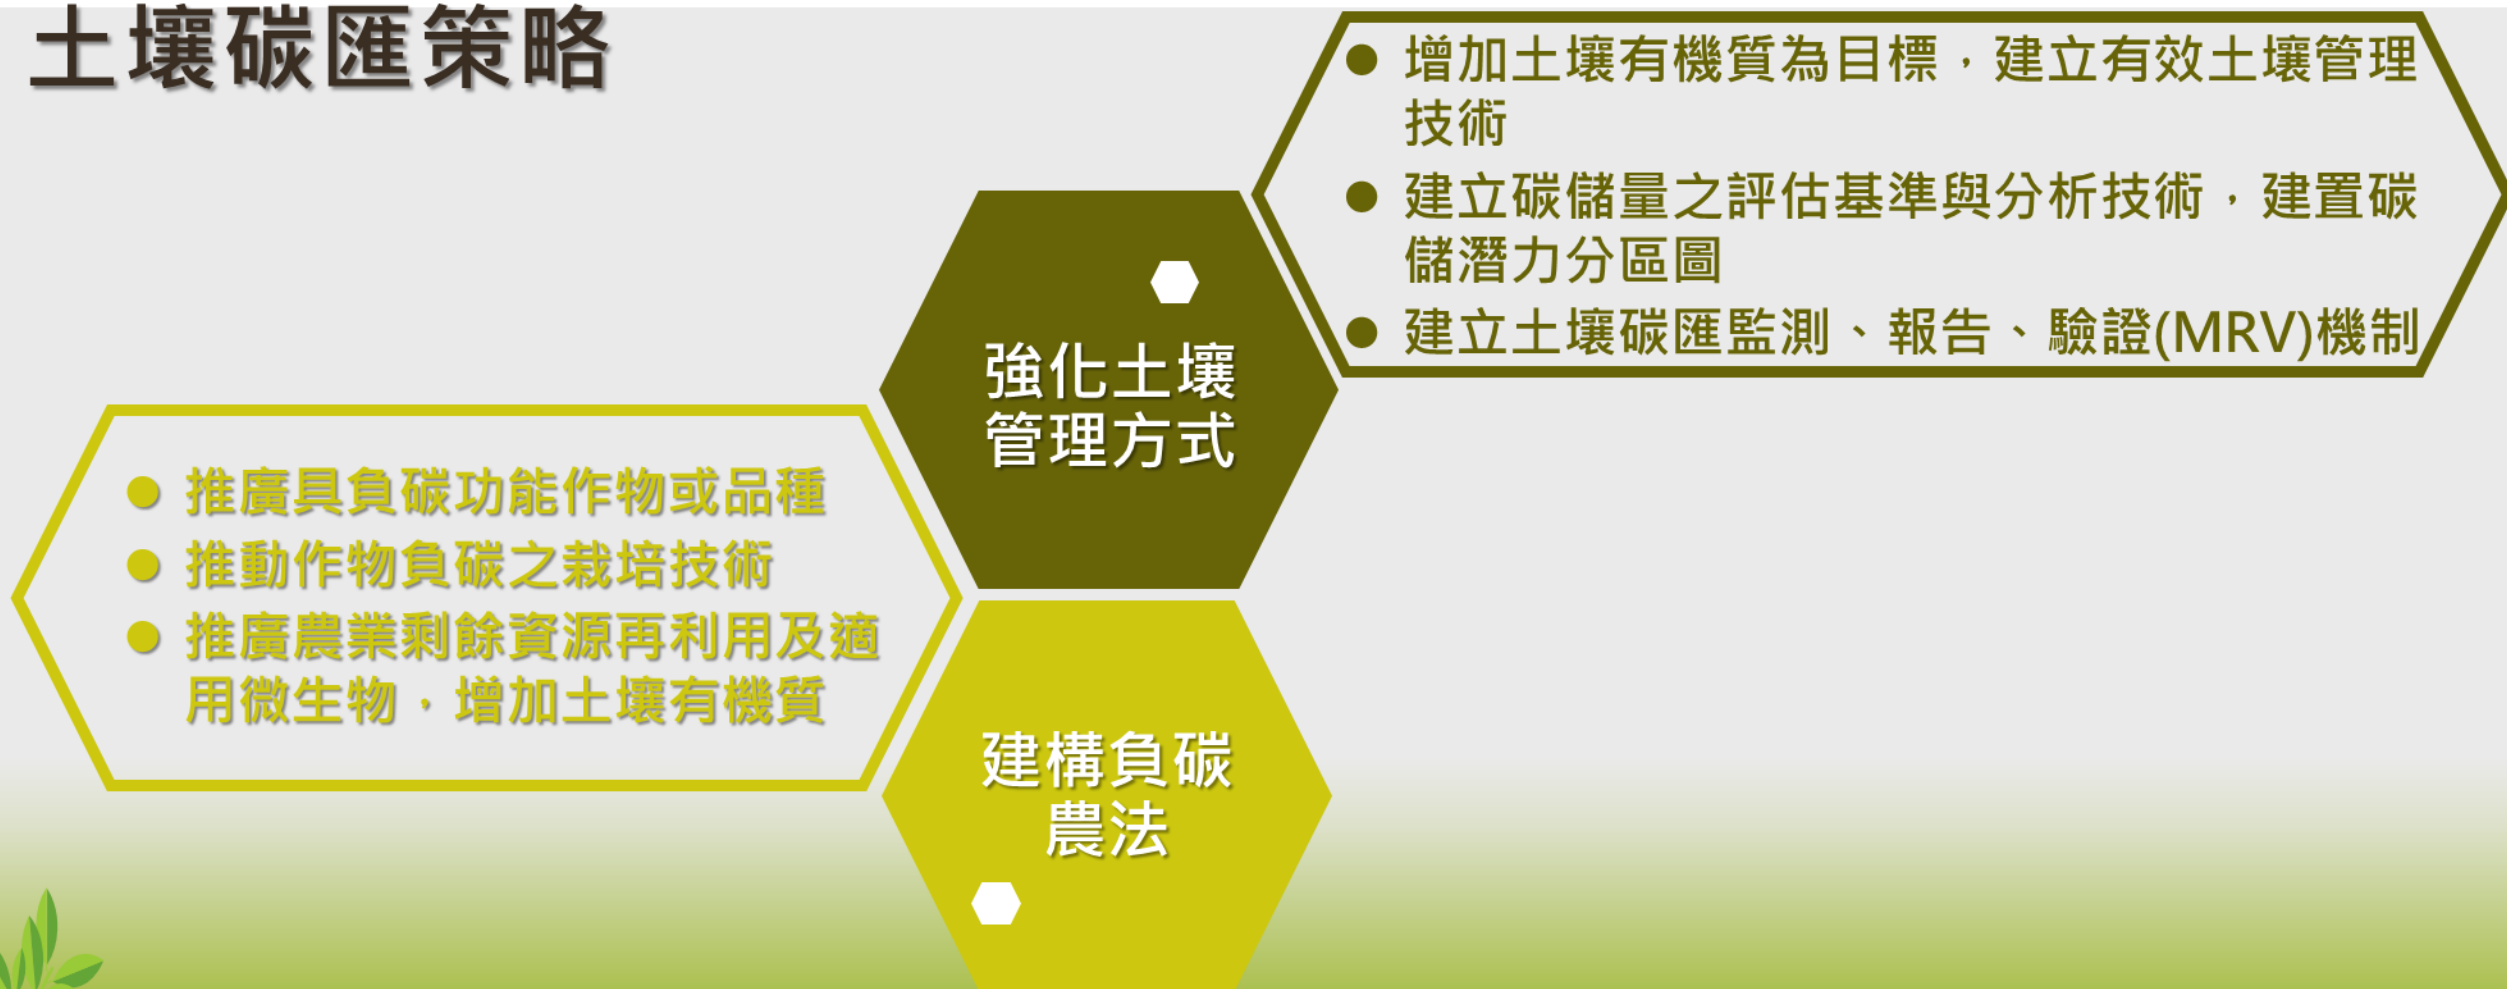 土壤碳匯策略
● 增加土壤有機質為目標，建立有效土壤管理
技術
● 建立碳儲量之評估基準與分析技術，建置碳
儲潛力分區圖
● 建立土壤碳匯監測、報告、驗證(MRV)機制
強化土壤
管理方式
● 推廣具負碳功能作物或品種
● 推動作物負碳之栽培技術
● 推廣農業剩餘資源再利用及適
用微生物，增加土壤有機質
建構負碳
農法